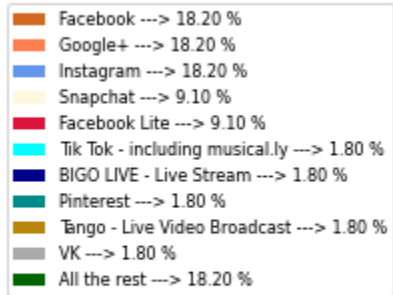 Facebook ---> 18.20 %
Google+ ---> 18.20 %
Instagram ---> 18.20 %
Snapchat ---> 9.10 %
Facebook Lite ---> 9.10 %
Tik Tok - including musical.ly ---> 1.80 %
BIGO LIVE - Live Stream ---> 1.80 %
Pinterest ---> 1.80 %
Tango - Live Video Broadcast ---> 1.80 %
VK ---> 1.80 %
All the rest ---> 18.20 %